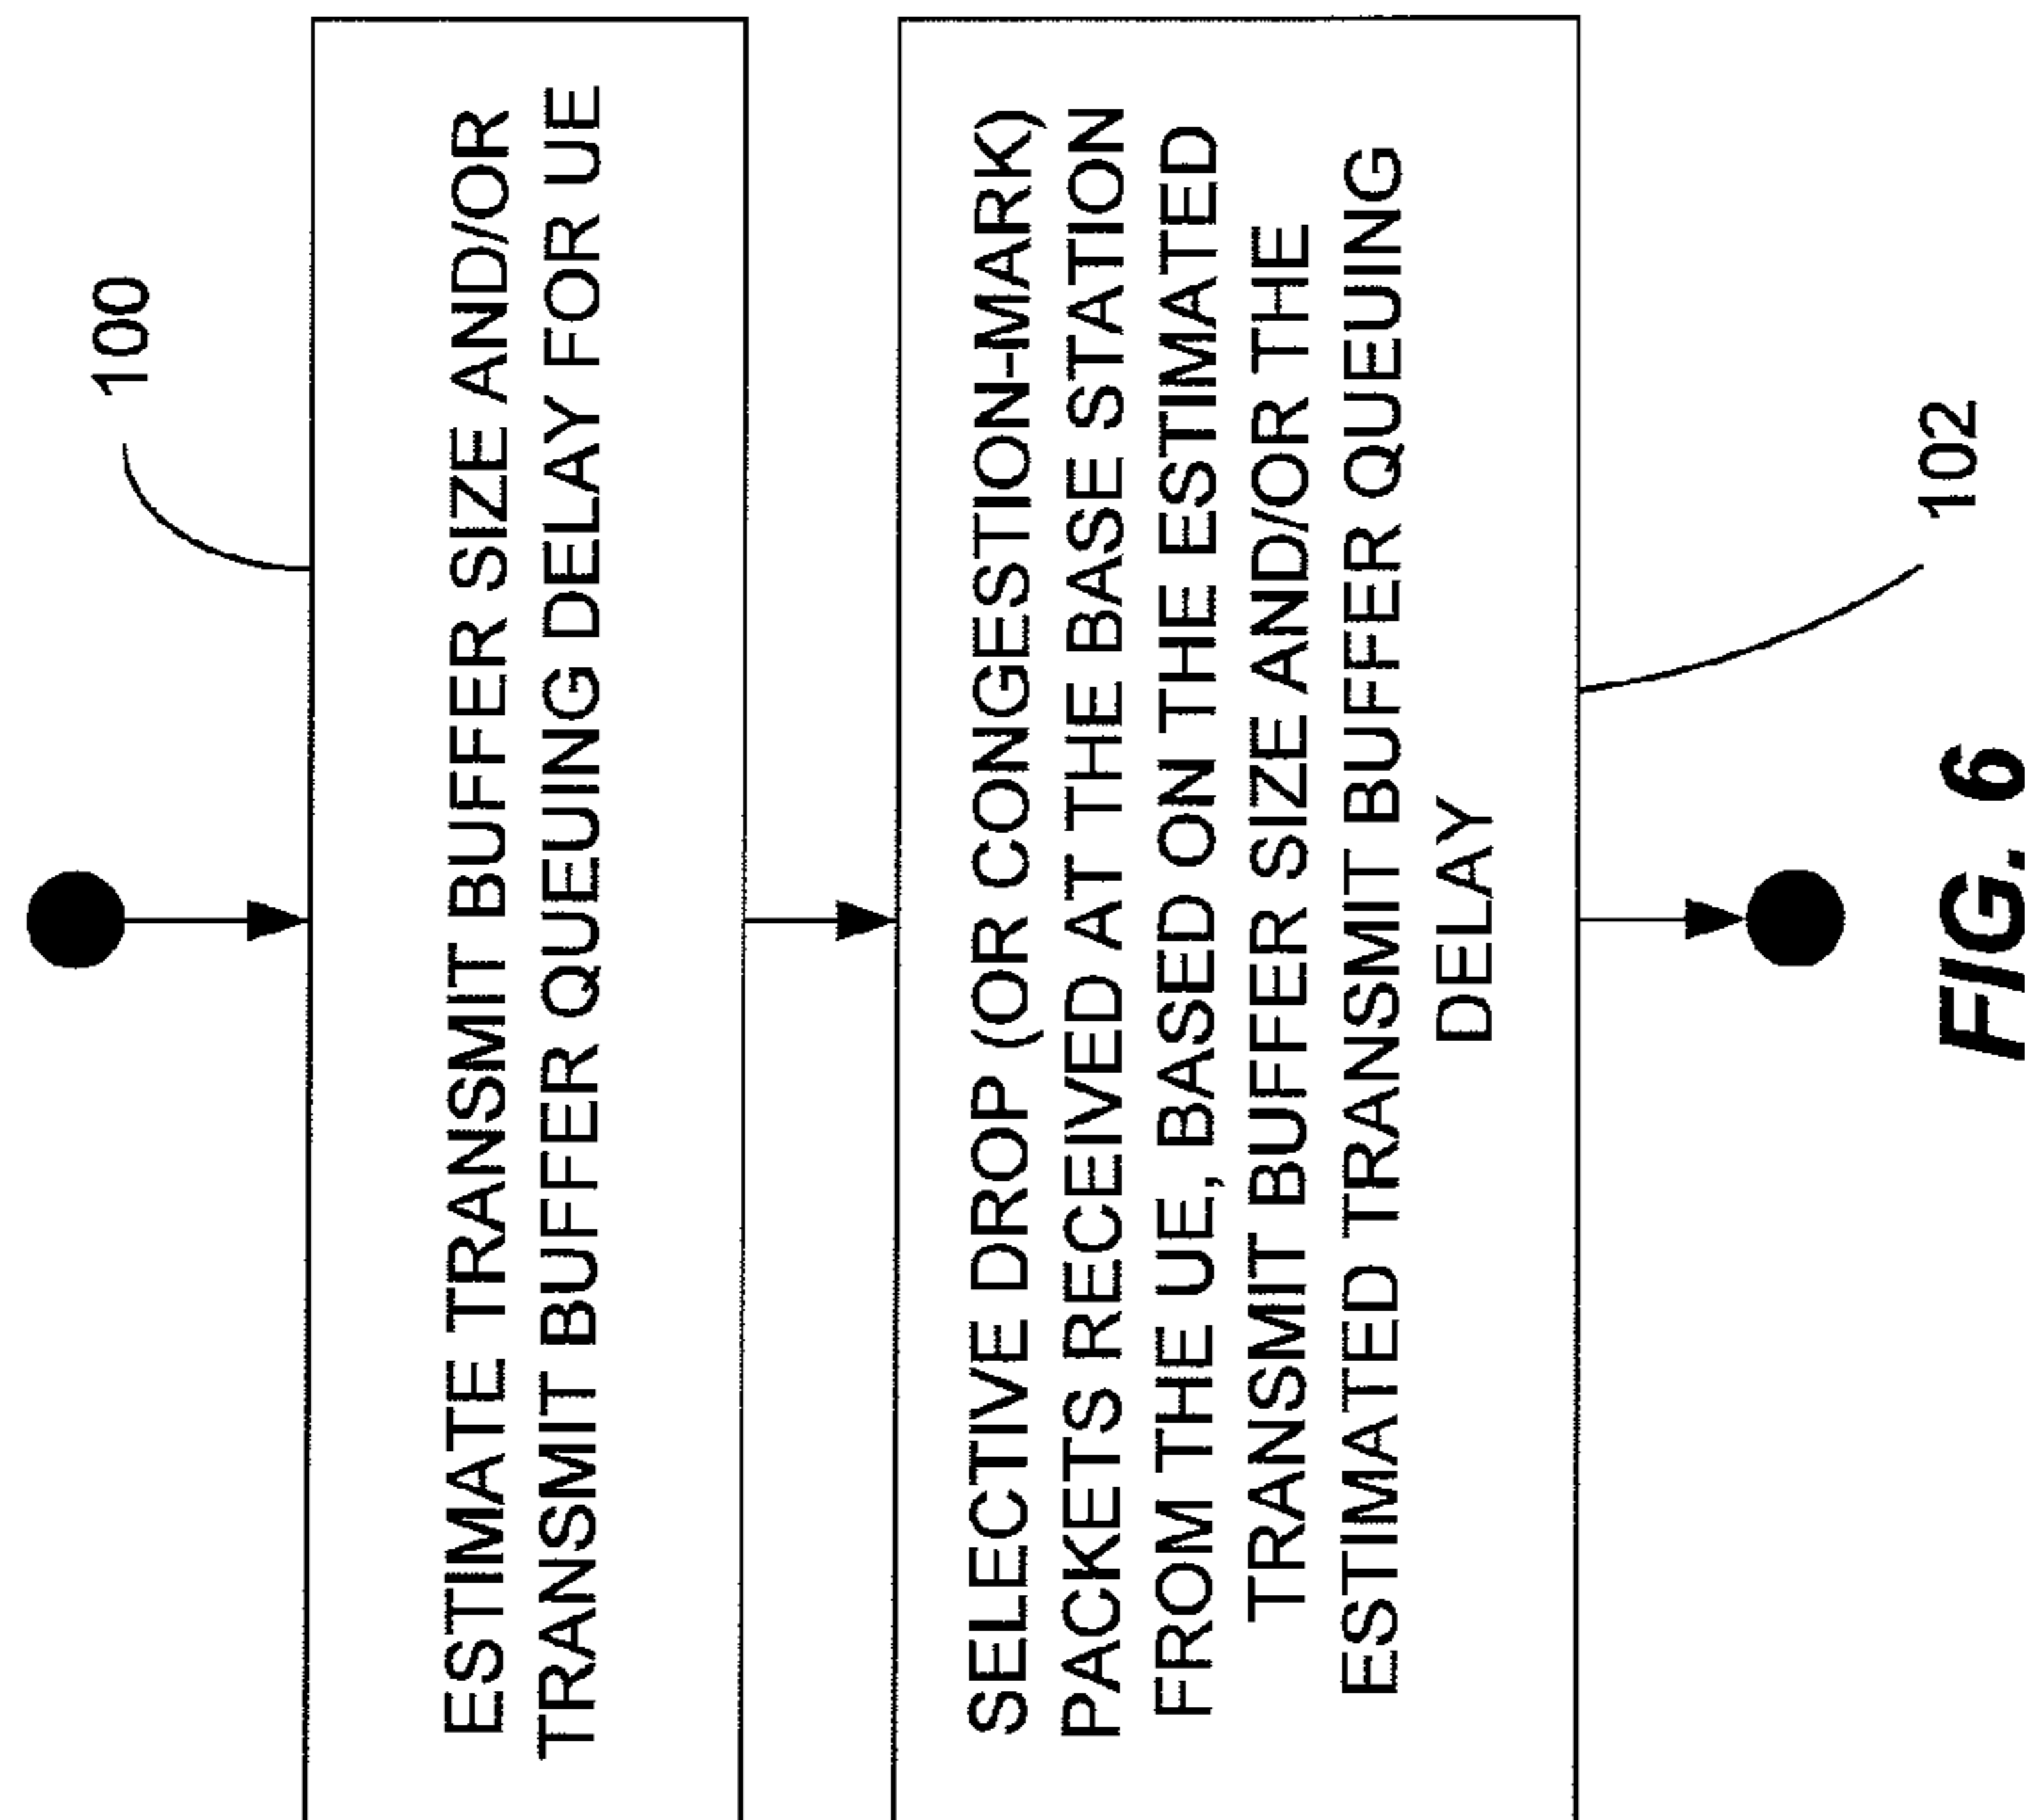 100
ESTIMATE TRANSMIT BUFFER SIZE AND/OR
TRANSMIT BUFFER QUEUING DELAY FOR UE
SELECTIVE DROP (OR CONGESTION-MARK)
PACKETS RECEIVED AT THE BASE STATION
FROM THE UE, BASED ON THE ESTIMATED
TRANSMIT BUFFER SIZE AND/OR THE
ESTIMATED TRANSMIT BUFFER QUEUING
DELAY
102
FIG. 6